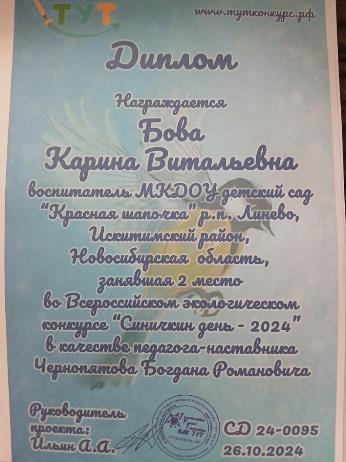 ТУТ
www.тутконкурс.рф
Диплом
Награждается
Бова
Карина Витальевна
воспитатель МКДОУ детский сад
"Красная шапочка" р.п. Линево,
Искитимский район,
Новосибирская область,
занявшая 2 место
во Всероссийском экологическом
конкурсе "Синичкин день - 2024"
в качестве педагога-наставника
Чернопятова Богдана Романовича
Руководитель
проекта:
Ильин А.А.
CD 24-0095
26.10.2024